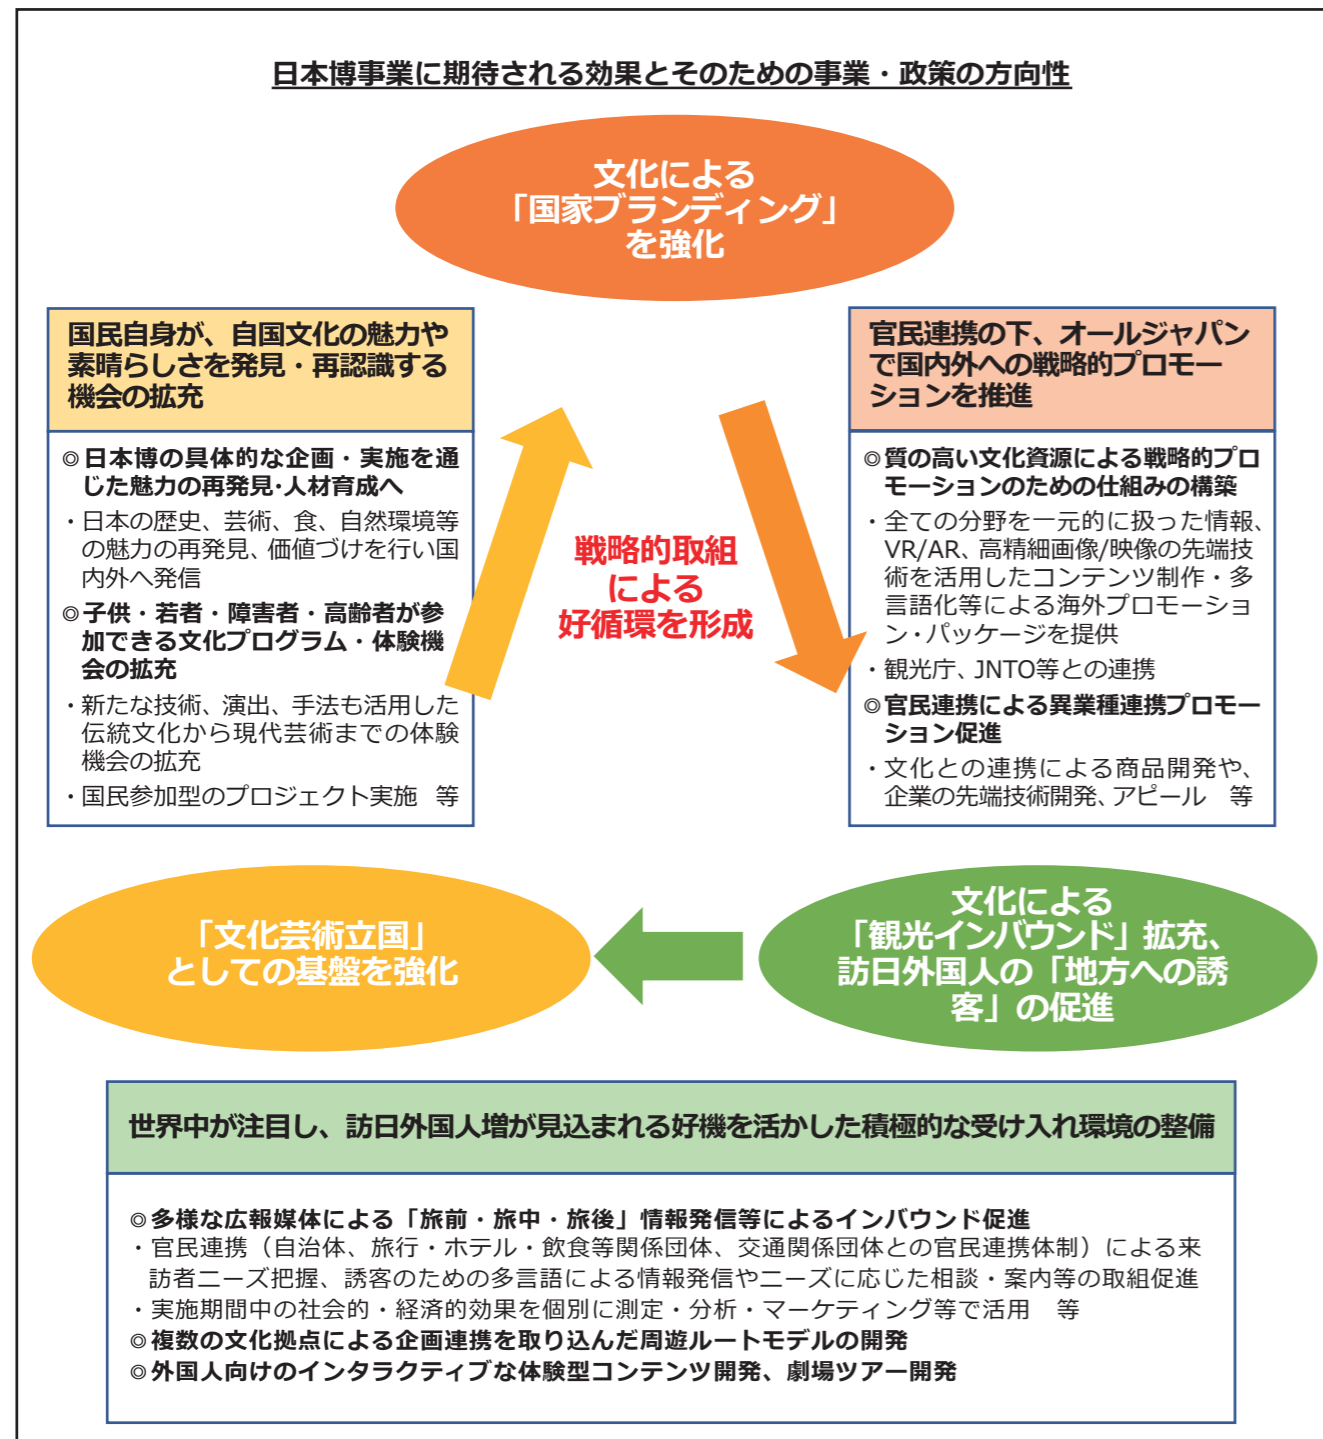 日本博事業に期待される効果とそのための事業・政策の方向性
文化による
「国家ブランディング」
を強化
国民自身が、自国文化の魅力や
素晴らしさを発見・再認識する
機会の拡充
◎日本博の具体的な企画・実施を通
じた魅力の再発見・人材育成へ
・日本の歴史、芸術、食、自然環境等
の魅力の再発見、価値づけを行い国
内外へ発信
◎子供・若者・障害者・高齢者が参
加できる文化プログラム・体験機
会の拡充
・新たな技術、演出、手法も活用した
伝統文化から現代芸術までの体験
機会の拡充
・国民参加型のプロジェクト実施　等
戦略的取組
による
好循環を形成
官民連携の下、オールジャパン
で国内外への戦略的プロモー
ションを推進
◎質の高い文化資源による戦略的プロ
モーションのための仕組みの構築
・全ての分野を一元的に扱った情報、
VR/AR、高精細画像/映像の先端技
術を活用したコンテンツ制作・多
言語化等による海外プロモーショ
ン・パッケージを提供
・観光庁、JNTO等との連携
◎官民連携による異業種連携プロモー
ション促進
・文化との連携による商品開発や、
企業の先端技術開発、アピール　等
「文化芸術立国」
としての基盤を強化
文化による
「観光インバウンド」拡充、
訪日外国人の「地方への誘
客」の促進
世界中が注目し、訪日外国人増が見込まれる好機を活かした積極的な受け入れ環境の整備
◎多様な広報媒体による「旅前・旅中・旅後」情報発信等によるインバウンド促進
・官民連携（自治体、旅行・ホテル・飲食等関係団体、交通関係団体との官民連携体制）による来
訪者ニーズ把握、誘客のための多言語による情報発信やニーズに応じた相談・案内等の取組促進
・実施期間中の社会的・経済的効果を個別に測定・分析・マーケティング等で活用　等
◎複数の文化拠点による企画連携を取り込んだ周遊ルートモデルの開発
◎外国人向けのインタラクティブな体験型コンテンツ開発、劇場ツアー開発